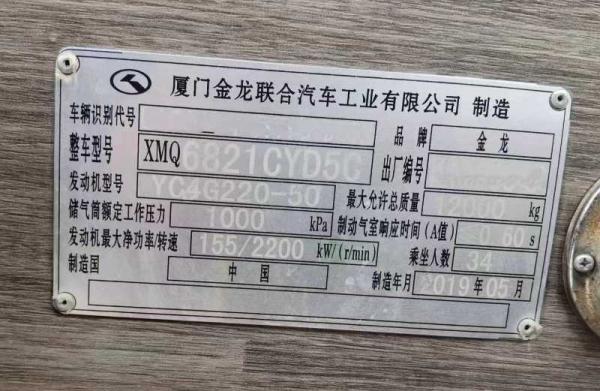 厦门金龙联合汽车工业有限公司 制造
车辆识别代号
品牌 金龙
整车型号 XMQ6821CYD5C
出厂编号
发动机型号 YC4G220-50
最大允许总质量 kg
储气筒额定工作压力 1000 kPa
制动气室响应时间(A值) ≤0.60 s
发动机最大净功率/转速 155/2200 kW/(r/min)
乘坐人数 34
制造国 中国
制造年月 2019年05月